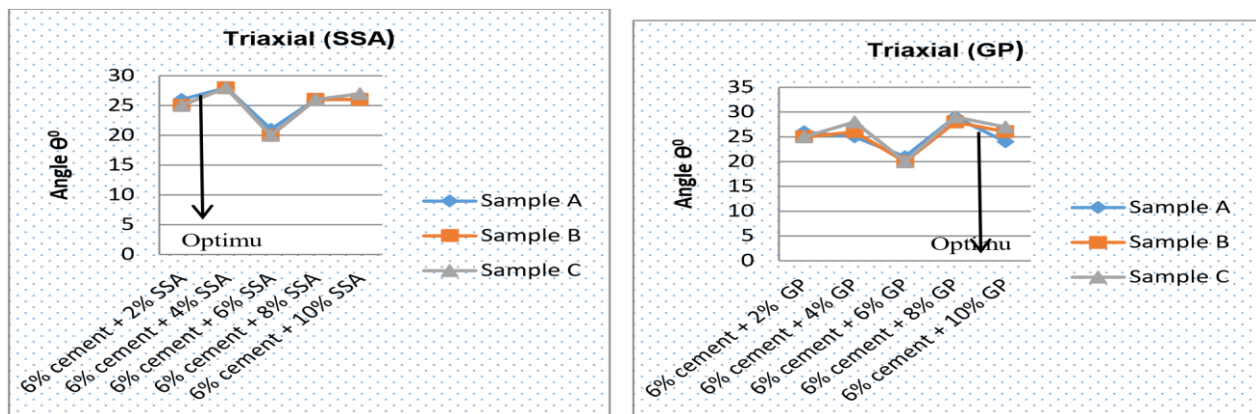 Triaxial (SSA)
30
25
20
15
10
5
0
Angle Θ⁰
Optimu
6% cement + 2% SSA
6% cement + 4% SSA
6% cement + 6% SSA
6% cement + 8% SSA
6% cement + 10% SSA
Sample A
Sample B
Sample C
Triaxial (GP)
35
30
25
20
15
10
5
0
Angle Θ⁰
Optimu
6% cement + 2% GP
6% cement + 4% GP
6% cement + 6% GP
6% cement + 8% GP
6% cement + 10% GP
Sample A
Sample B
Sample C